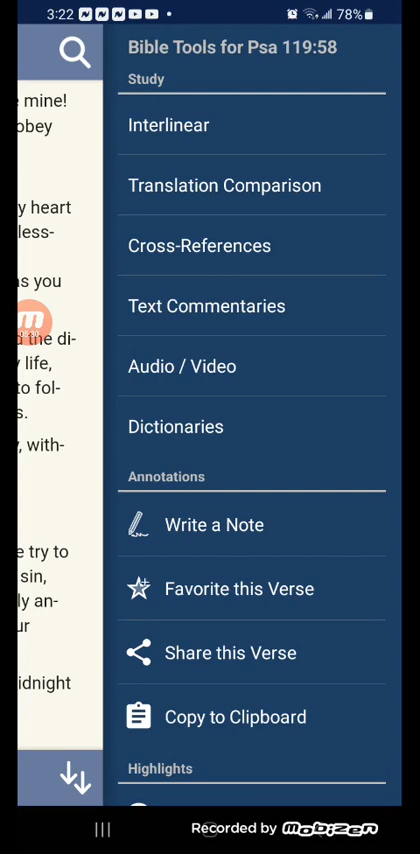 3:22
78%
Bible Tools for Psa 119:58
Study
Interlinear
Translation Comparison
Cross-References
Text Commentaries
Audio / Video
Dictionaries
Annotations
Write a Note
Favorite this Verse
Share this Verse
Copy to Clipboard
Highlights
mine!
obey
y heart
less-
as you
the di-
life,
to fol-
s.
with-
e try to
sin,
ly an-
ur
idnight
Recorded by Mobizen